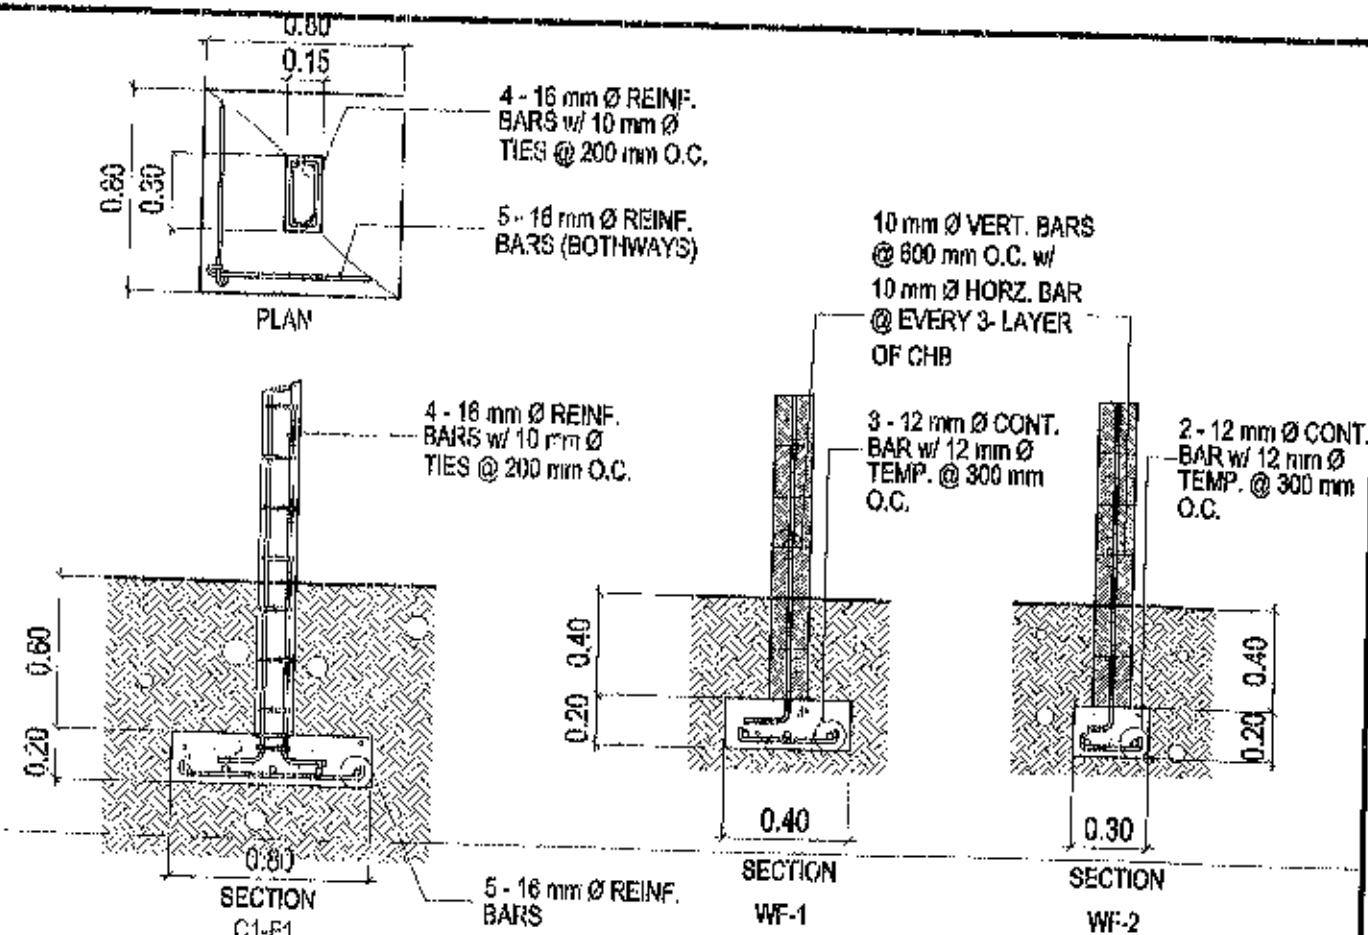 0.80
0.15
4 - 16 mm Ø REINF.
BARS w/ 10 mm Ø
TIES @ 200 mm O.C.
0.80
0.30
5 - 16 mm Ø REINF.
BARS (BOTHWAYS)
PLAN
10 mm Ø VERT. BARS
@ 600 mm O.C. w/
10 mm Ø HORZ. BAR
@ EVERY 3- LAYER
OF CHB
4 - 16 mm Ø REINF.
BARS w/ 10 mm Ø
TIES @ 200 mm O.C.
3 - 12 mm Ø CONT.
BAR w/ 12 mm Ø
TEMP. @ 300 mm
O.C.
2 - 12 mm Ø CONT.
BAR w/ 12 mm Ø
TEMP. @ 300 mm
O.C.
0.60
0.20
0.40
0.20
0.40
0.20
0.80
0.40
0.30
SECTION
C1-F1
5 - 16 mm Ø REINF.
BARS
SECTION
WF-1
SECTION
WF-2